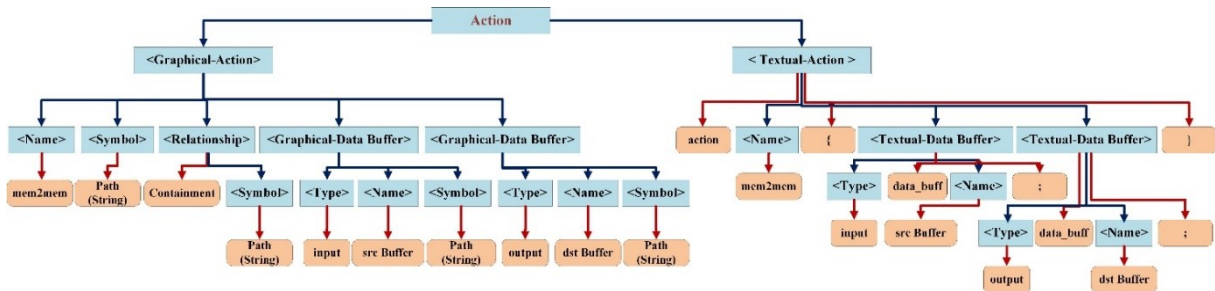 Action
<Graphical-Action>
< Textual-Action >
<Name>
<Symbol>
<Relationship>
<Graphical-Data Buffer>
<Graphical-Data Buffer>
action
<Name>
{
<Textual-Data Buffer>
<Textual-Data Buffer>
}
mem2mem
Path
(String)
Containment
<Symbol>
<Type>
<Name>
<Symbol>
<Type>
<Name>
<Symbol>
mem2mem
<Type>
data_buff
<Name>
;
Path
(String)
input
src Buffer
Path
(String)
output
dst Buffer
Path
(String)
input
src Buffer
<Type>
data_buff
<Name>
;
output
dst Buffer